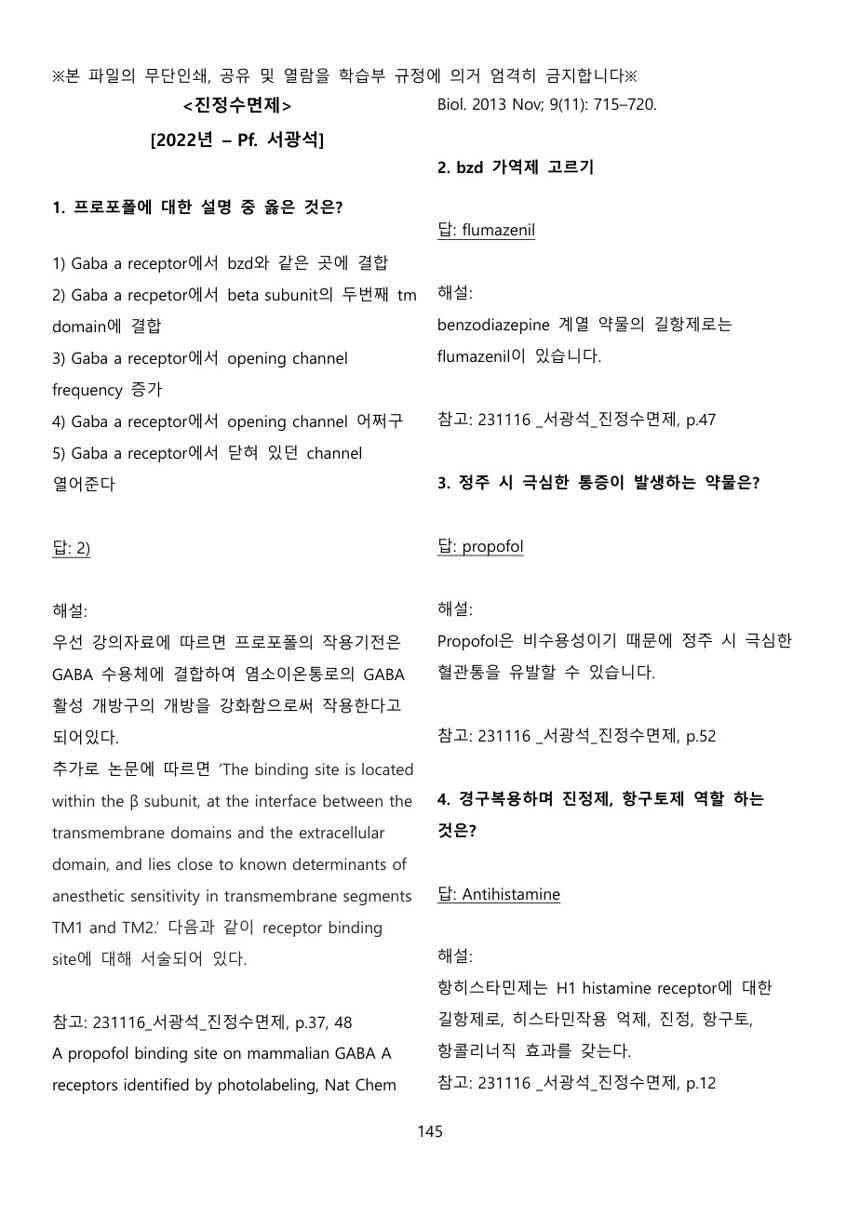 ※본 파일의 무단인쇄, 공유 및 열람을 학습부 규정에 의거 엄격히 금지합니다※
<진정수면제>
[2022년 – Pf. 서광석]
1. 프로포폴에 대한 설명 중 옳은 것은?
1) Gaba a receptor에서 bzd와 같은 곳에 결합
2) Gaba a recpetor에서 beta subunit의 두번째 tm
domain에 결합
3) Gaba a receptor에서 opening channel
frequency 증가
4) Gaba a receptor에서 opening channel 어쩌구
5) Gaba a receptor에서 닫혀 있던 channel
열어준다
답: 2)
해설:
우선 강의자료에 따르면 프로포폴의 작용기전은
GABA 수용체에 결합하여 염소이온통로의 GABA
활성 개방구의 개방을 강화함으로써 작용한다고
되어있다.
추가로 논문에 따르면 ‘The binding site is located
within the β subunit, at the interface between the
transmembrane domains and the extracellular
domain, and lies close to known determinants of
anesthetic sensitivity in transmembrane segments
TM1 and TM2.’ 다음과 같이 receptor binding
site에 대해 서술되어 있다.
참고: 231116_서광석_진정수면제, p.37, 48
A propofol binding site on mammalian GABA A
receptors identified by photolabeling, Nat Chem
Biol. 2013 Nov; 9(11): 715–720.
2. bzd 가역제 고르기
답: flumazenil
해설:
benzodiazepine 계열 약물의 길항제로는
flumazenil이 있습니다.
참고: 231116 _서광석_진정수면제, p.47
3. 정주 시 극심한 통증이 발생하는 약물은?
답: propofol
해설:
Propofol은 비수용성이기 때문에 정주 시 극심한
혈관통을 유발할 수 있습니다.
참고: 231116 _서광석_진정수면제, p.52
4. 경구복용하며 진정제, 항구토제 역할 하는
것은?
답: Antihistamine
해설:
항히스타민제는 H1 histamine receptor에 대한
길항제로, 히스타민작용 억제, 진정, 항구토,
항콜리너직 효과를 갖는다.
참고: 231116 _서광석_진정수면제, p.12
145